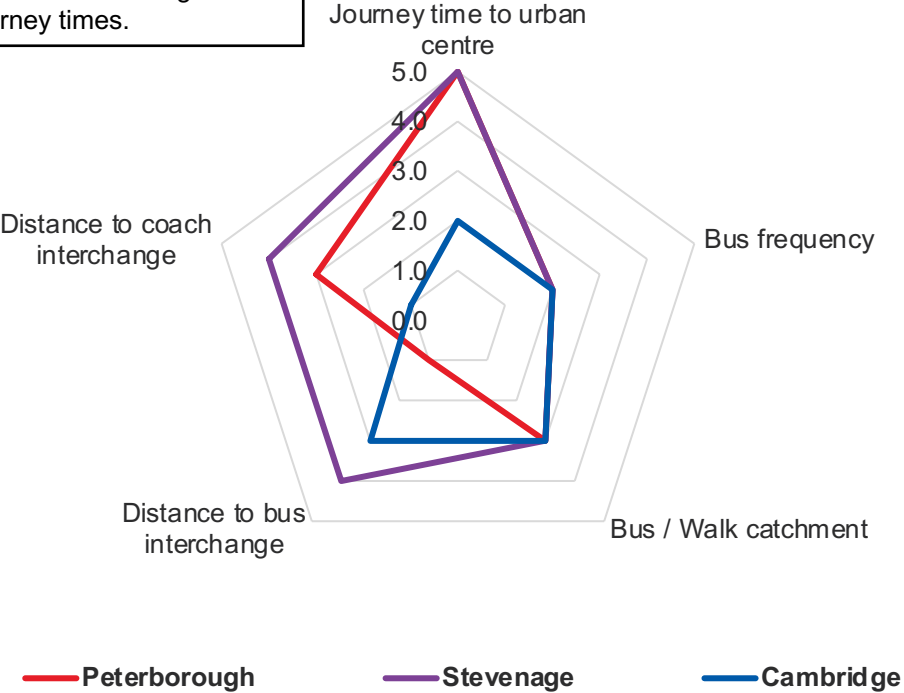 rney times.
Journey time to urban
centre
5.0
4.0
3.0
2.0
1.0
0.0
Distance to coach
interchange
Bus frequency
Distance to bus
interchange
Bus / Walk catchment
Peterborough Stevenage Cambridge